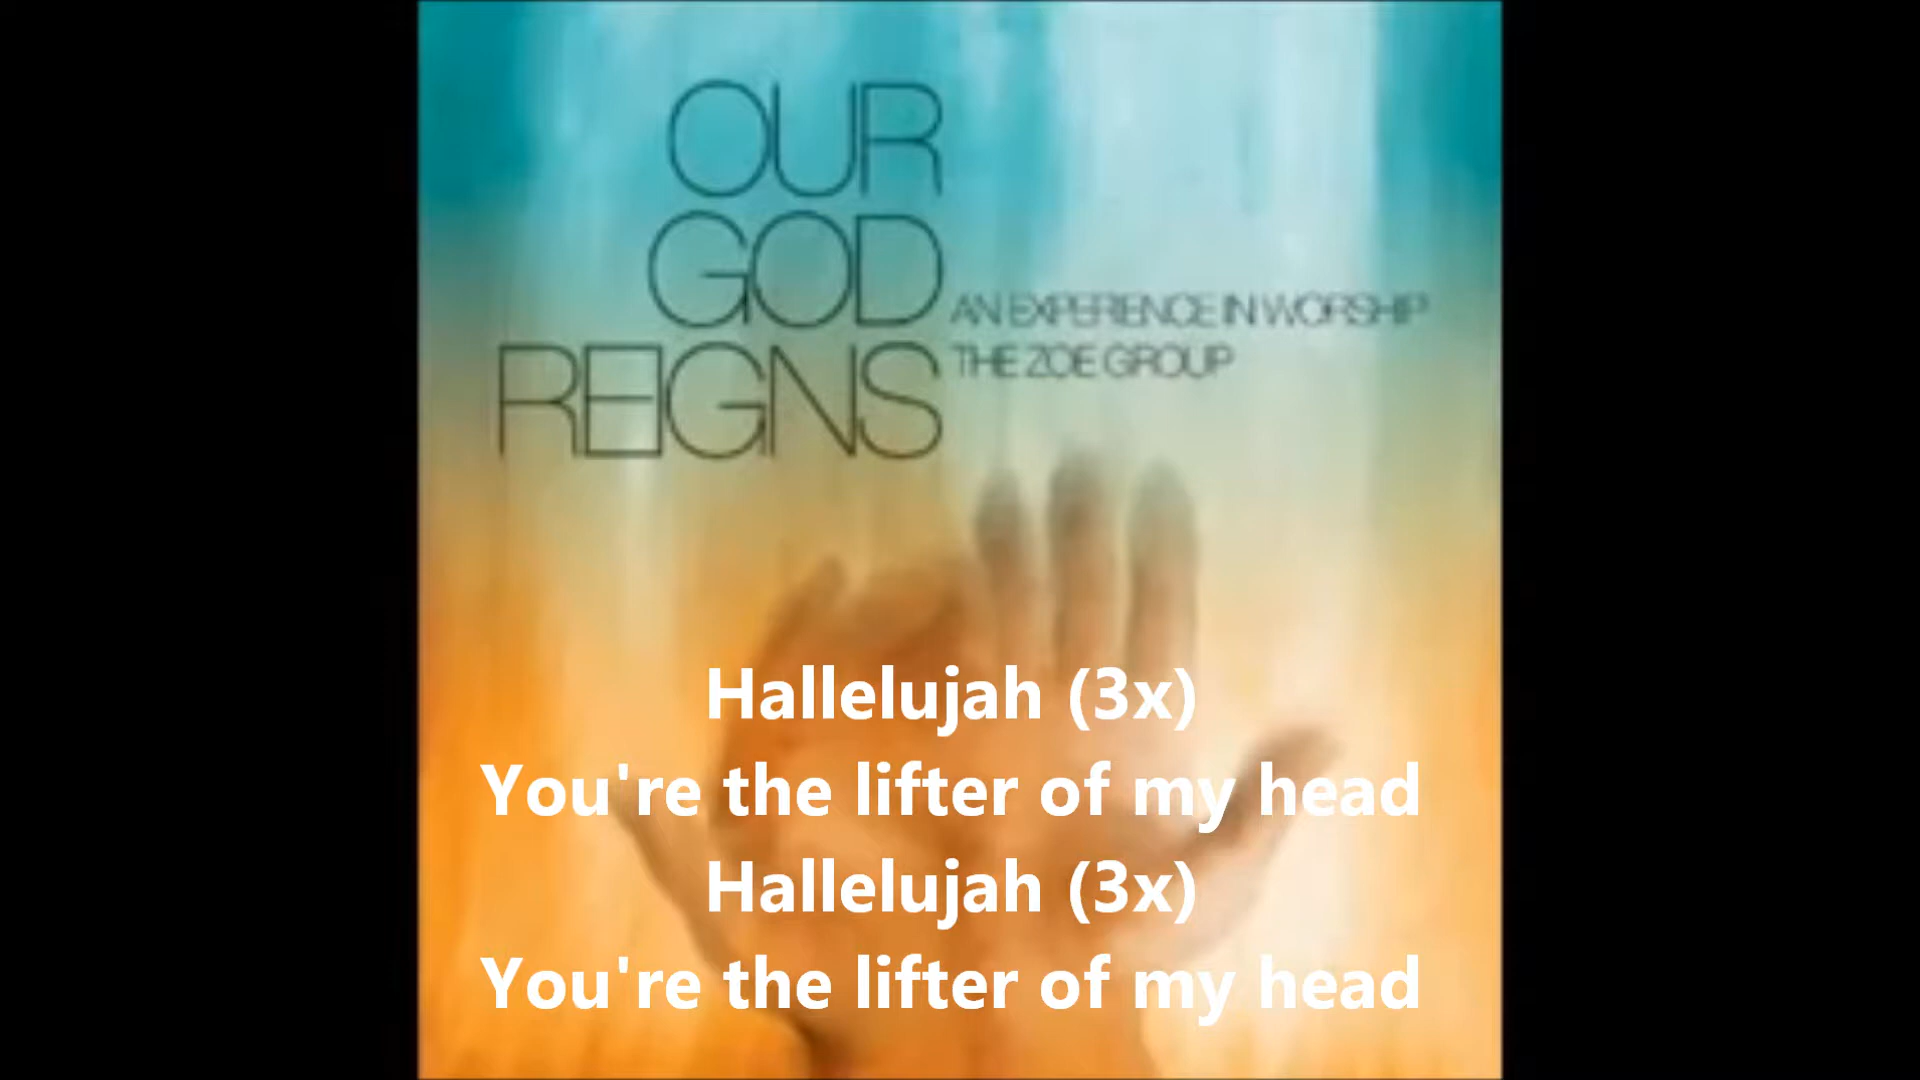 OUR
GOD
REIGNS
AN EXPERIENCE IN WORSHIP
THE ZOE GROUP
Hallelujah (3x)
You're the lifter of my head
Hallelujah (3x)
You're the lifter of my head